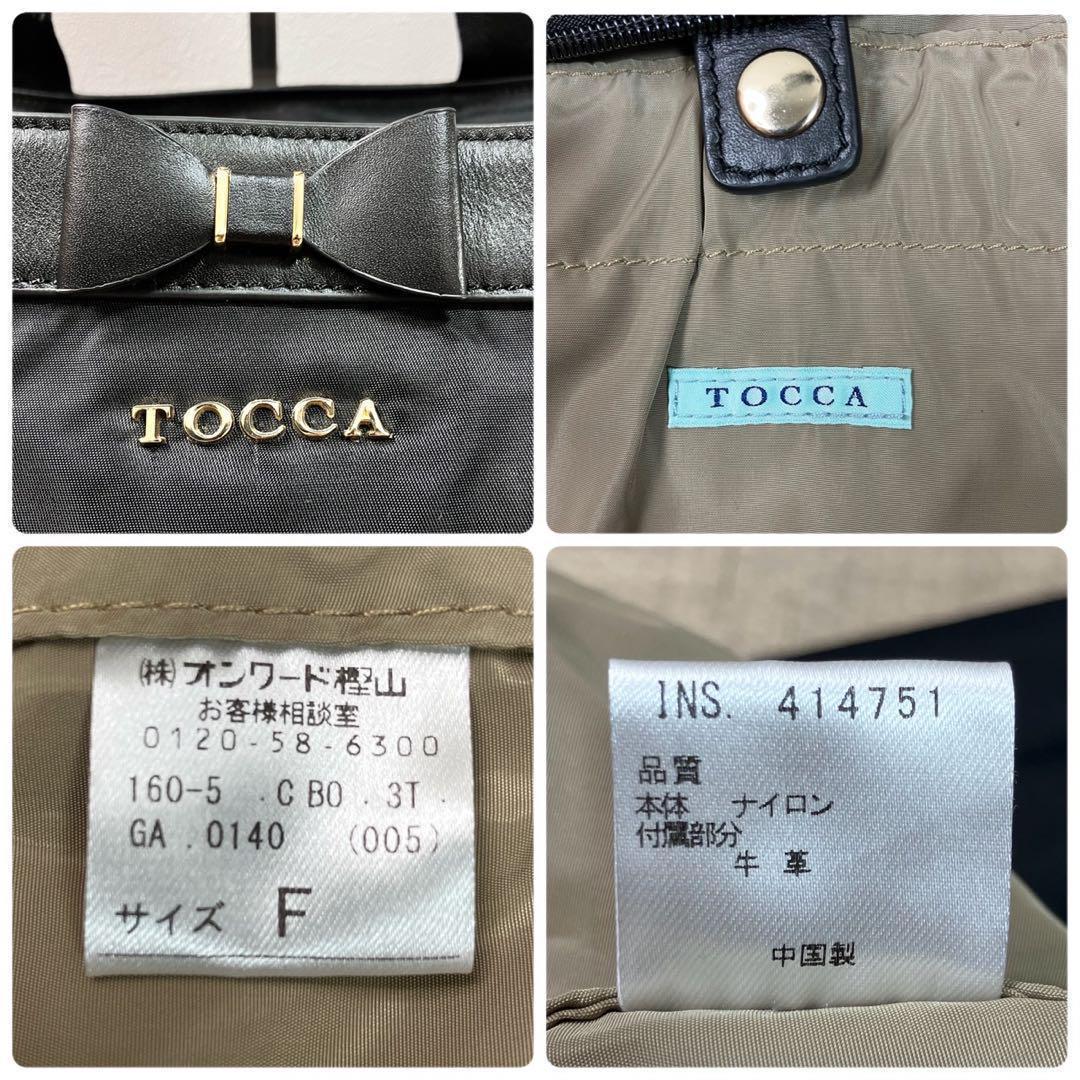 TOCCA
TOCCA
(株)オンワード樫山
お客様相談室
0120-58-6300
160-5 .C BO .3T .
GA .0140 (005)
サイズ F
INS. 414751
品質
本体 ナイロン
付属部分
牛革
中国製